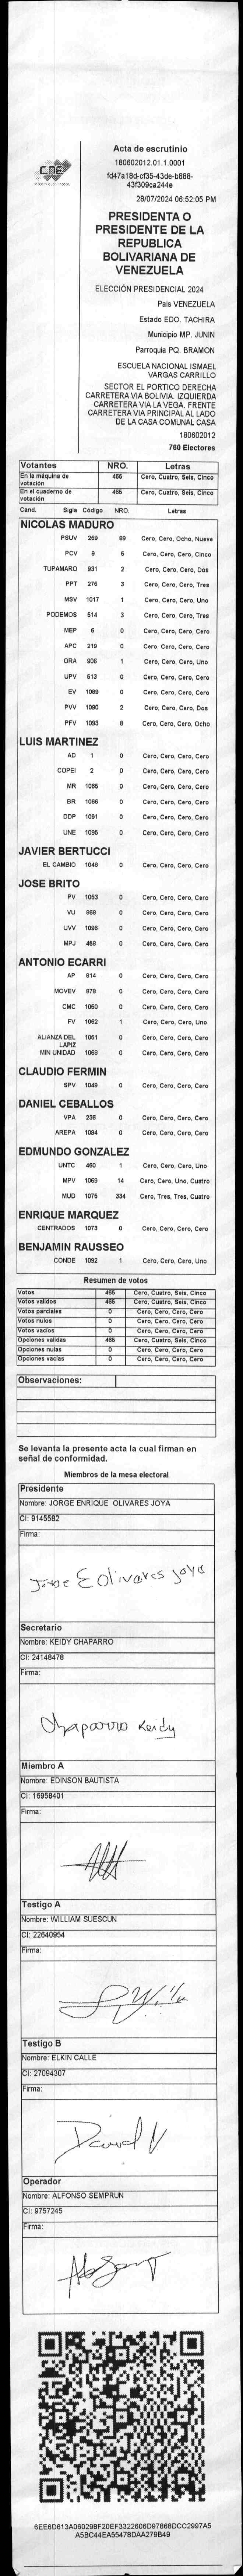 CNE
Acta de escrutinio
180602012.01.1.0001
fd47a18d-cf35-43de-b888-
43f309ca244e
28/07/2024 06:52:05 PM
PRESIDENTA O
PRESIDENTE DE LA
REPUBLICA
BOLIVARIANA DE
VENEZUELA
ELECCIÓN PRESIDENCIAL 2024
País VENEZUELA
Estado EDO. TACHIRA
Municipio MP. JUNIN
Parroquia PQ. BRAMON
ESCUELA NACIONAL ISMAEL
VARGAS CARRILLO
SECTOR EL PORTICO DERECHA
CARRETERA VIA BOLIVIA. IZQUIERDA
CARRETERA VIA LA VEGA. FRENTE
CARRETERA VIA PRINCIPAL AL LADO
DE LA CASA COMUNAL CASA
180602012
760 Electores
Votantes NRO. Letras
En la máquina de votación 465 Cero, Cuatro, Seis, Cinco
En el cuaderno de votación 465 Cero, Cuatro, Seis, Cinco
Cand. Sigla Código NRO. Letras
NICOLAS MADURO
PSUV 269 89 Cero, Cero, Ocho, Nueve
PCV 9 5 Cero, Cero, Cero, Cinco
TUPAMARO 931 2 Cero, Cero, Cero, Dos
PPT 276 3 Cero, Cero, Cero, Tres
MSV 1017 1 Cero, Cero, Cero, Uno
PODEMOS 514 3 Cero, Cero, Cero, Tres
MEP 6 0 Cero, Cero, Cero, Cero
APC 219 0 Cero, Cero, Cero, Cero
ORA 906 1 Cero, Cero, Cero, Uno
UPV 513 0 Cero, Cero, Cero, Cero
EV 1089 0 Cero, Cero, Cero, Cero
PVV 1090 2 Cero, Cero, Cero, Dos
PFV 1093 8 Cero, Cero, Cero, Ocho
LUIS MARTINEZ
AD 1 0 Cero, Cero, Cero, Cero
COPEI 2 0 Cero, Cero, Cero, Cero
MR 1065 0 Cero, Cero, Cero, Cero
BR 1066 0 Cero, Cero, Cero, Cero
DDP 1091 0 Cero, Cero, Cero, Cero
UNE 1095 0 Cero, Cero, Cero, Cero
JAVIER BERTUCCI
EL CAMBIO 1046 0 Cero, Cero, Cero, Cero
JOSE BRITO
PV 1053 0 Cero, Cero, Cero, Cero
VU 868 0 Cero, Cero, Cero, Cero
UVV 1096 0 Cero, Cero, Cero, Cero
MPJ 458 0 Cero, Cero, Cero, Cero
ANTONIO ECARRI
AP 814 0 Cero, Cero, Cero, Cero
MOVEV 878 0 Cero, Cero, Cero, Cero
CMC 1050 0 Cero, Cero, Cero, Cero
FV 1062 1 Cero, Cero, Cero, Uno
ALIANZA DEL LAPIZ 1051 0 Cero, Cero, Cero, Cero
MIN UNIDAD 1068 0 Cero, Cero, Cero, Cero
CLAUDIO FERMIN
SPV 1049 0 Cero, Cero, Cero, Cero
DANIEL CEBALLOS
VPA 236 0 Cero, Cero, Cero, Cero
AREPA 1094 0 Cero, Cero, Cero, Cero
EDMUNDO GONZALEZ
UNTC 460 1 Cero, Cero, Cero, Uno
MPV 1069 14 Cero, Cero, Uno, Cuatro
MUD 1075 334 Cero, Tres, Tres, Cuatro
ENRIQUE MARQUEZ
CENTRADOS 1073 0 Cero, Cero, Cero, Cero
BENJAMIN RAUSSEO
CONDE 1092 1 Cero, Cero, Cero, Uno
Resumen de votos
Votos 465 Cero, Cuatro, Seis, Cinco
Votos validos 465 Cero, Cuatro, Seis, Cinco
Votos parciales 0 Cero, Cero, Cero, Cero
Votos nulos 0 Cero, Cero, Cero, Cero
Votos vacíos 0 Cero, Cero, Cero, Cero
Opciones validas 465 Cero, Cuatro, Seis, Cinco
Opciones nulas 0 Cero, Cero, Cero, Cero
Opciones vacías 0 Cero, Cero, Cero, Cero
Observaciones:
Se levanta la presente acta la cual firman en
señal de conformidad.
Miembros de la mesa electoral
Presidente
Nombre: JORGE ENRIQUE OLIVARES JOYA
CI: 9145582
Firma:
Jorge E Olivares Joya
Secretario
Nombre: KEIDY CHAPARRO
CI: 24148478
Firma:
Chaparro Keidy
Miembro A
Nombre: EDINSON BAUTISTA
CI: 16958401
Firma:
Testigo A
Nombre: WILLIAM SUESCUN
CI: 22640954
Firma:
Testigo B
Nombre: ELKIN CALLE
CI: 27094307
Firma:
David V
Operador
Nombre: ALFONSO SEMPRUN
CI: 9757245
Firma:
6EE6D613A060298F20EF3322606D97868DCC2997A5
A5BC44EA55478DAA279B49